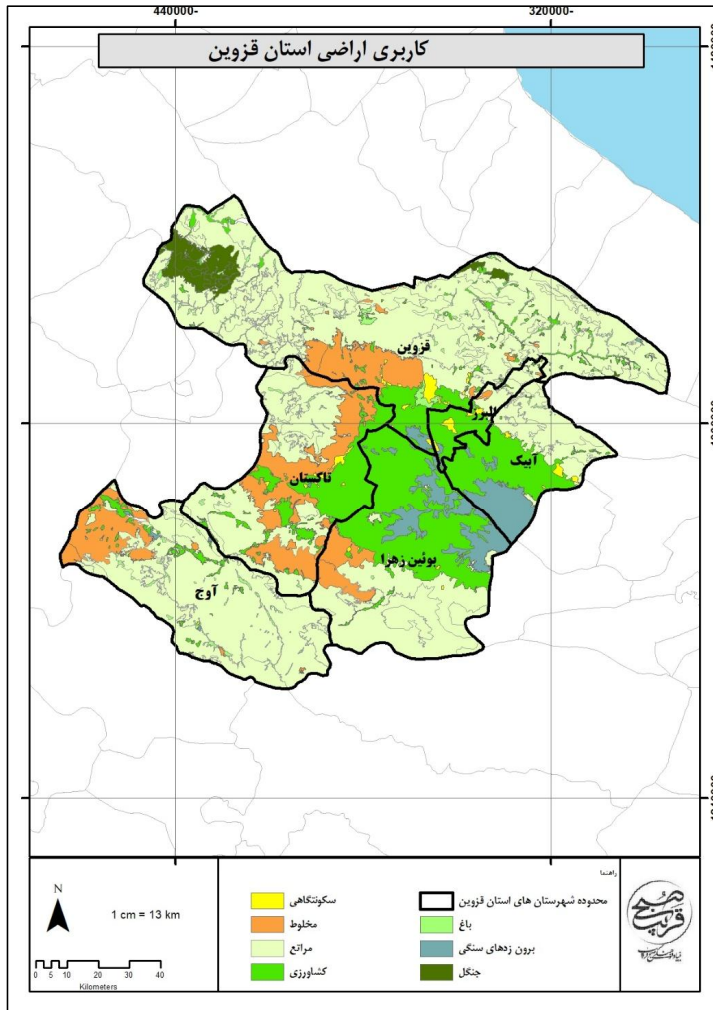 440000-
320000-
کاربری اراضی استان قزوین
قزوین
البرز
آبیک
تاکستان
بوئین زهرا
آوج
راهنما
محدوده شهرستان های استان قزوین
باغ
برون زدهای سنگی
جنگل
سکونتگاهی
مخلوط
مراتع
کشاورزی
N
1 cm = 13 km
0 5 10 20 30 40
Kilometers